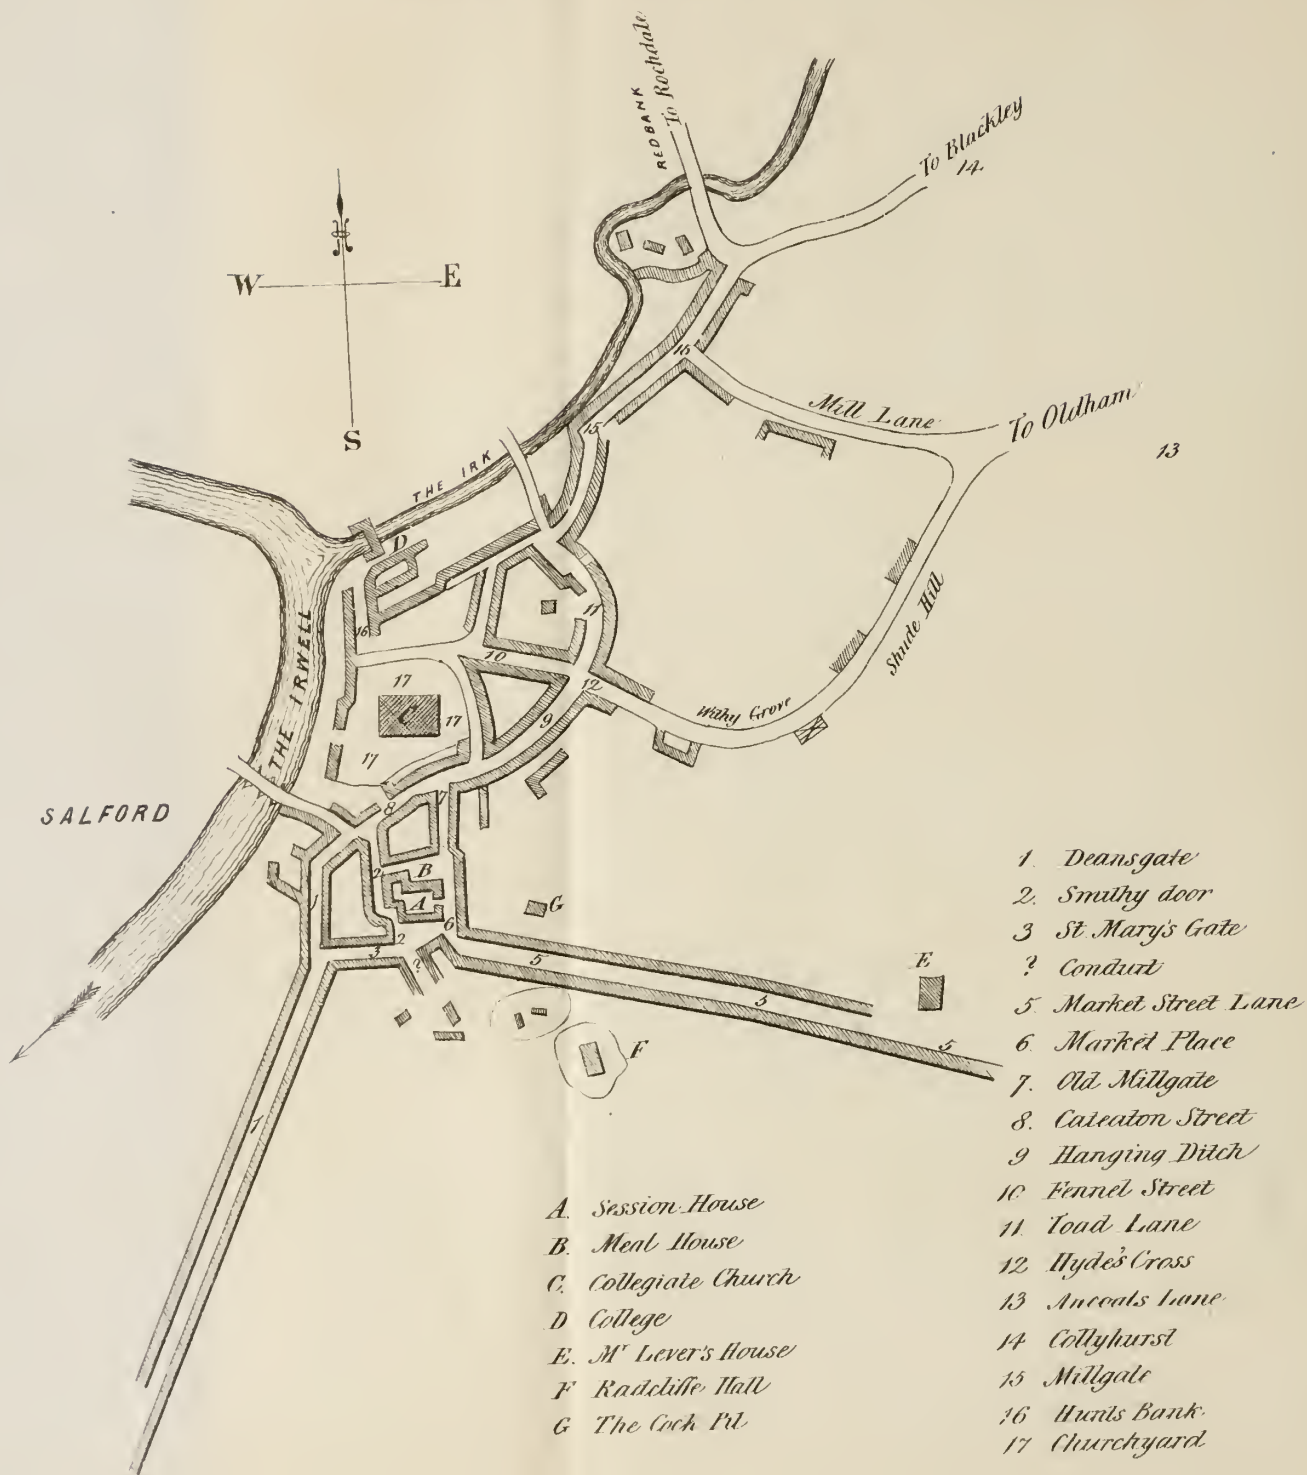 REDBANK
To Rochdale
To Blackley
14
W
E
S
15
Mill Lane
To Oldham
13
15
THE IRK
D
11
Shude Hill
16
10
12
17
C
17
9
Withy Grove
17
THE IRWELL
SALFORD
8
7
2
B
A
1
G
6
2
3
?
5
E
5
5
F
1
1. Deansgate
2. Smithy door
3 St. Mary's Gate
? Conduit
5 Market Street Lane
6 Market Place
7. Old Millgate
8. Cateaton Street
9 Hanging Ditch
10 Fennel Street
11 Toad Lane
12 Hyde's Cross
13 Ancoats Lane
14 Collyhurst
15 Millgate
16 Hunts Bank
17 Churchyard
A. Session House
B. Meal House
C. Collegiate Church
D College
E. Mr Lever's House
F Radcliffe Hall
G The Cock Pit